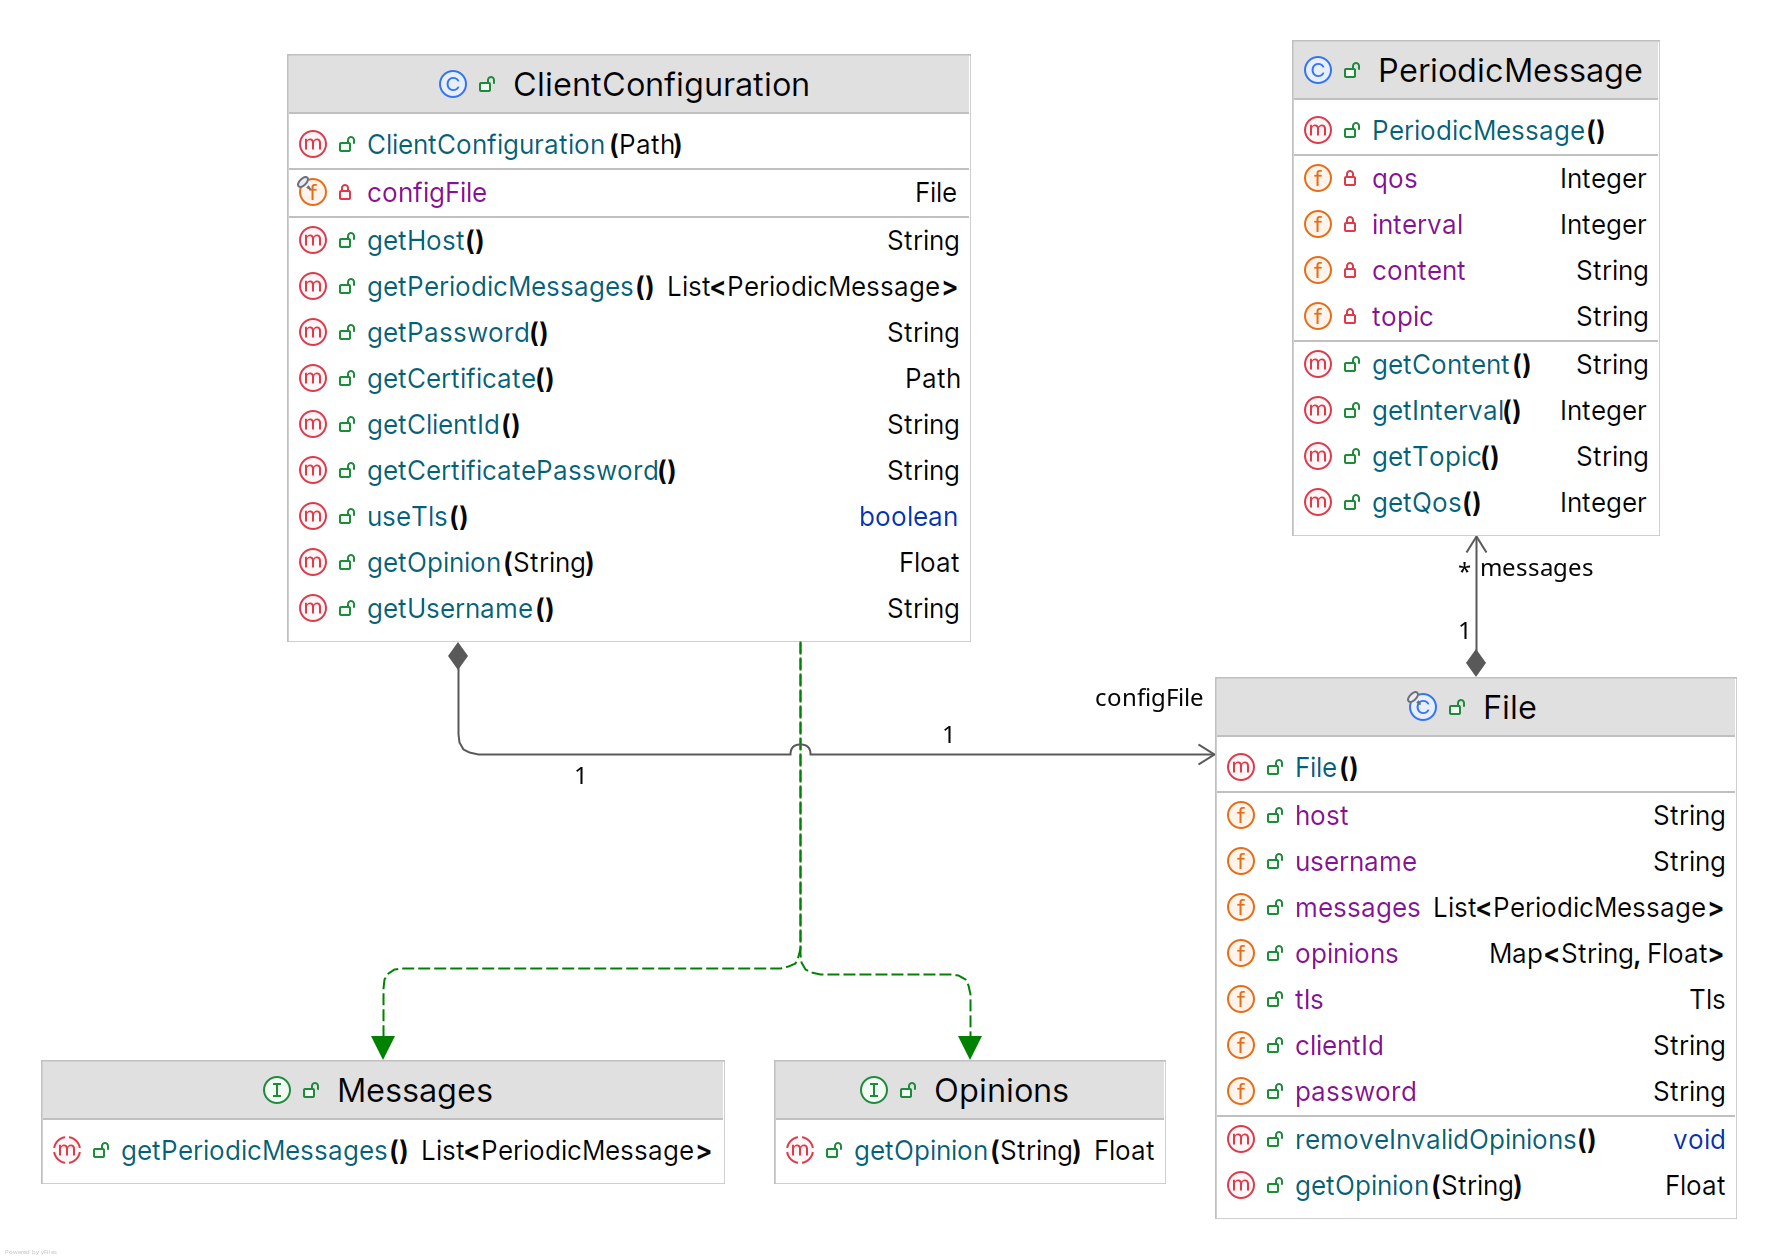 ClientConfiguration
ClientConfiguration(Path)
configFile File
getHost() String
getPeriodicMessages() List<PeriodicMessage>
getPassword() String
getCertificate() Path
getClientId() String
getCertificatePassword() String
useTls() boolean
getOpinion(String) Float
getUsername() String
PeriodicMessage
PeriodicMessage()
qos Integer
interval Integer
content String
topic String
getContent() String
getInterval() Integer
getTopic() String
getQos() Integer
* messages
1
configFile
1
1
File
File()
host String
username String
messages List<PeriodicMessage>
opinions Map<String, Float>
tls Tls
clientId String
password String
removeInvalidOpinions() void
getOpinion(String) Float
Messages
getPeriodicMessages() List<PeriodicMessage>
Opinions
getOpinion(String) Float
Powered by yFiles